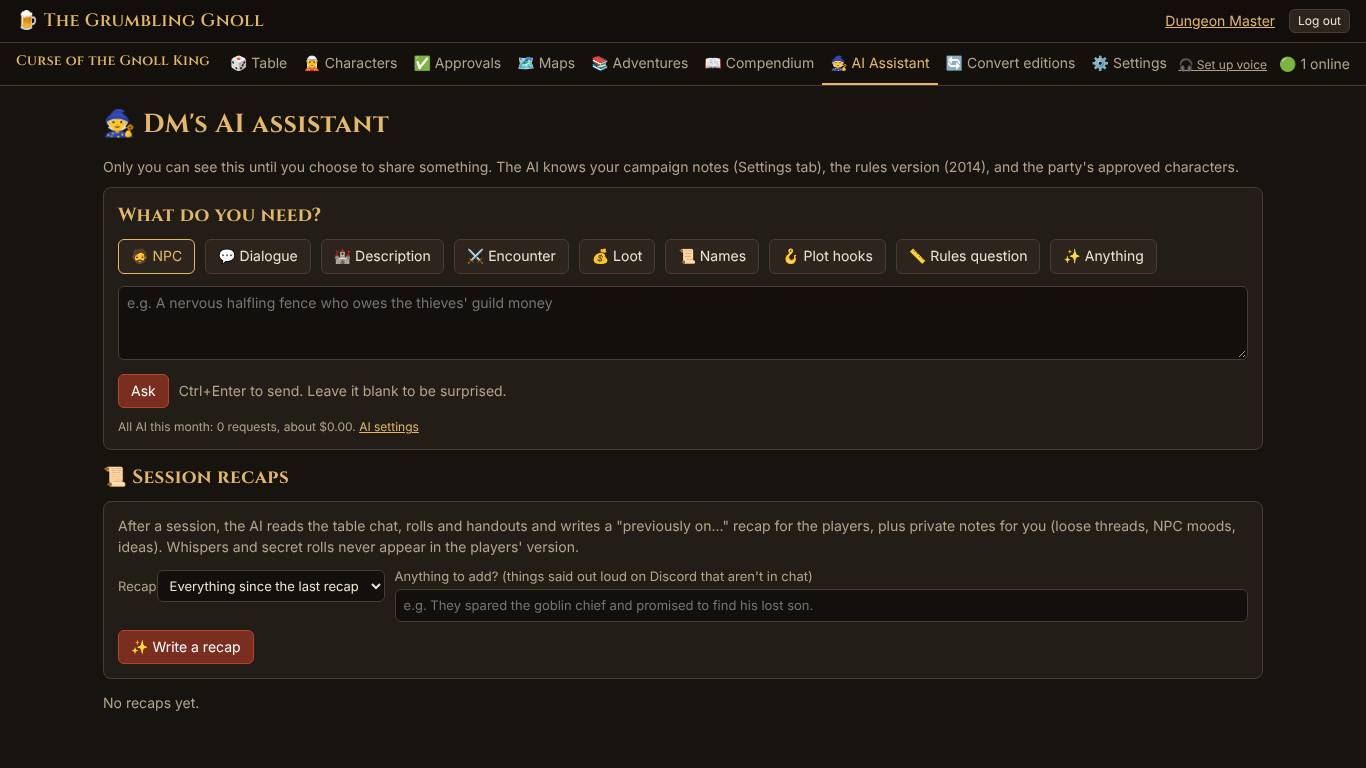 🍺 The Grumbling Gnoll
Dungeon Master
Log out
Curse of the Gnoll King
🎲 Table
🧝 Characters
✅ Approvals
🗺️ Maps
📚 Adventures
📖 Compendium
🧙 AI Assistant
🔄 Convert editions
⚙️ Settings
🎧 Set up voice
🟢 1 online
🧙 DM's AI assistant
Only you can see this until you choose to share something. The AI knows your campaign notes (Settings tab), the rules version (2014), and the party's approved characters.
What do you need?
🧔 NPC
💬 Dialogue
🏰 Description
⚔️ Encounter
💰 Loot
📜 Names
🪝 Plot hooks
📏 Rules question
✨ Anything
e.g. A nervous halfling fence who owes the thieves' guild money
Ask
Ctrl+Enter to send. Leave it blank to be surprised.
All AI this month: 0 requests, about $0.00. AI settings
📜 Session recaps
After a session, the AI reads the table chat, rolls and handouts and writes a "previously on…" recap for the players, plus private notes for you (loose threads, NPC moods,
ideas). Whispers and secret rolls never appear in the players' version.
Recap
Everything since the last recap
Anything to add? (things said out loud on Discord that aren't in chat)
e.g. They spared the goblin chief and promised to find his lost son.
✨ Write a recap
No recaps yet.